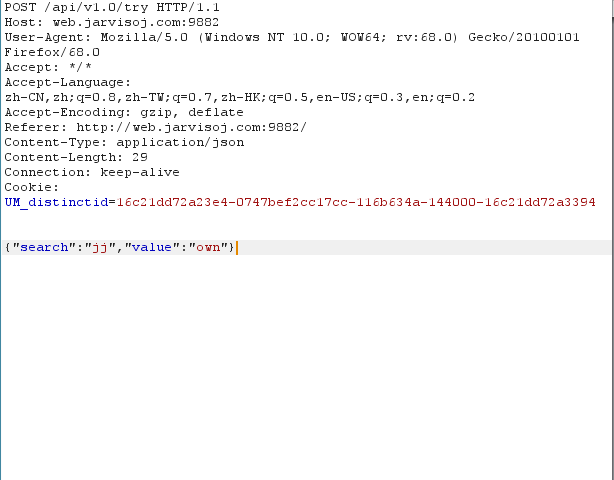 POST /api/v1.0/try HTTP/1.1
Host: web.jarvisoj.com:9882
User-Agent: Mozilla/5.0 (Windows NT 10.0; WOW64; rv:68.0) Gecko/20100101
Firefox/68.0
Accept: */*
Accept-Language:
zh-CN,zh;q=0.8,zh-TW;q=0.7,zh-HK;q=0.5,en-US;q=0.3,en;q=0.2
Accept-Encoding: gzip, deflate
Referer: http://web.jarvisoj.com:9882/
Content-Type: application/json
Content-Length: 29
Connection: keep-alive
Cookie:
UM_distinctid=16c21dd72a23e4-0747bef2cc17cc-116b634a-144000-16c21dd72a3394
{"search":"jj","value":"own"}